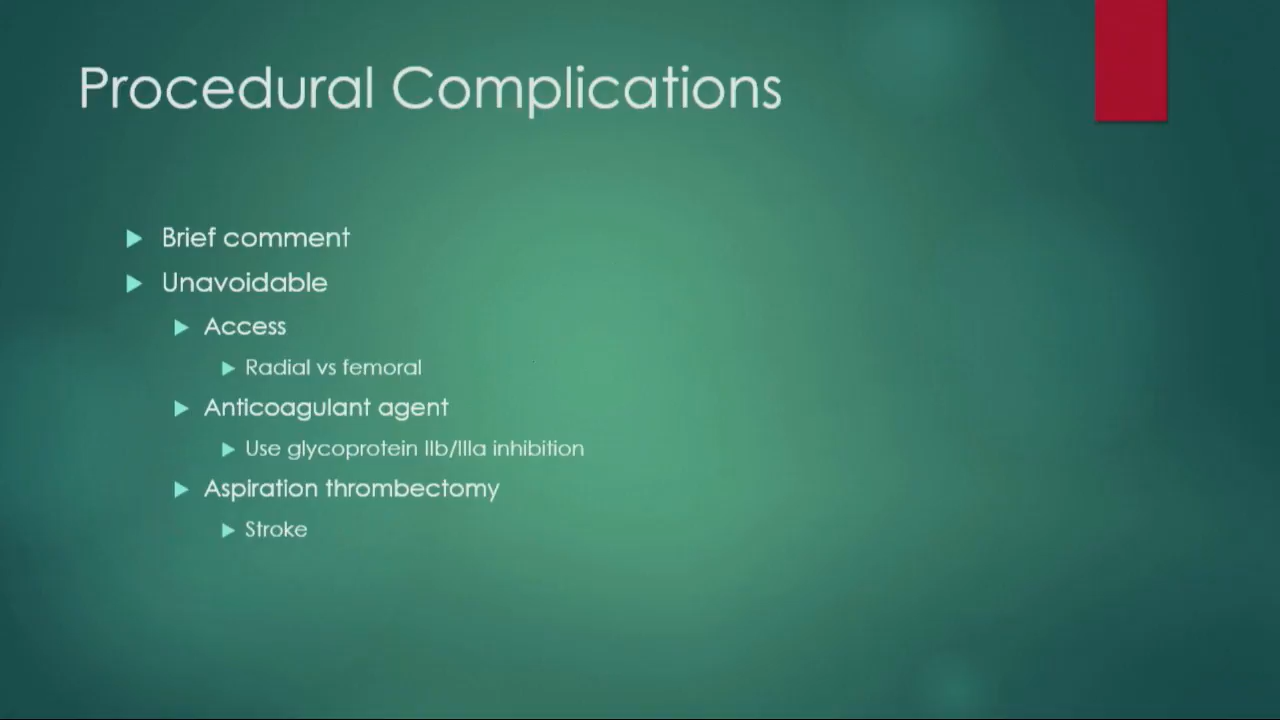 Procedural Complications
Brief comment
Unavoidable
Access
Radial vs femoral
Anticoagulant agent
Use glycoprotein IIb/IIIa inhibition
Aspiration thrombectomy
Stroke